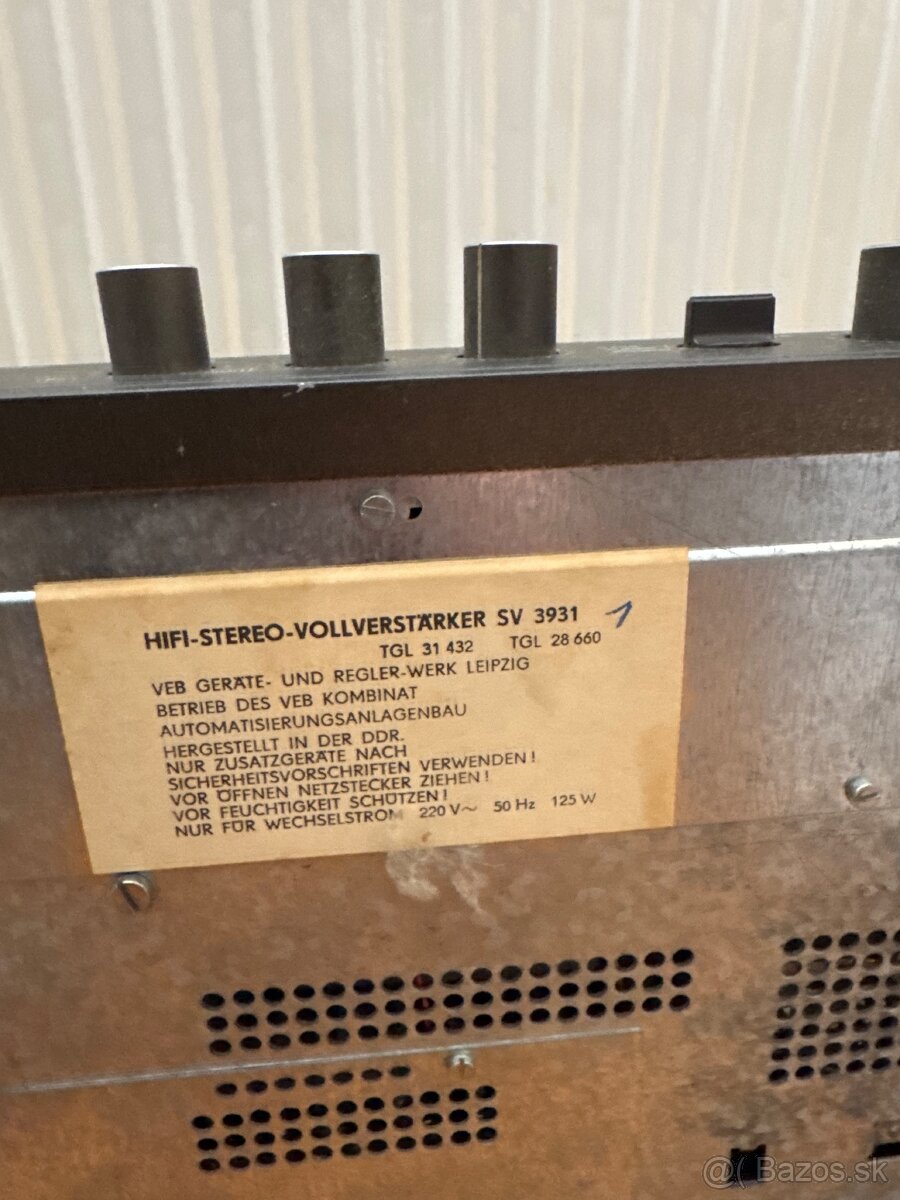 HIFI-STEREO-VOLLVERSTÄRKER SV 3931 1
TGL 31 432 TGL 28 660
VEB GERÄTE- UND REGLER-WERK LEIPZIG
BETRIEB DES VEB KOMBINAT
AUTOMATISIERUNGSANLAGENBAU
HERGESTELLT IN DER DDR.
NUR ZUSATZGERÄTE NACH
SICHERHEITSVORSCHRIFTEN VERWENDEN!
VOR ÖFFNEN NETZSTECKER ZIEHEN!
VOR FEUCHTIGKEIT SCHÜTZEN!
NUR FÜR WECHSELSTROM 220 V~ 50 Hz 125 W
@ Bazos.sk